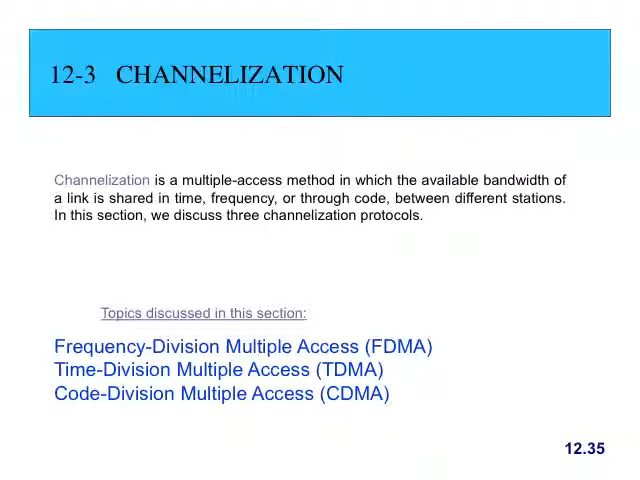 12-3 CHANNELIZATION
Channelization is a multiple-access method in which the available bandwidth of
a link is shared in time, frequency, or through code, between different stations.
In this section, we discuss three channelization protocols.
Topics discussed in this section:
Frequency-Division Multiple Access (FDMA)
Time-Division Multiple Access (TDMA)
Code-Division Multiple Access (CDMA)
12.35